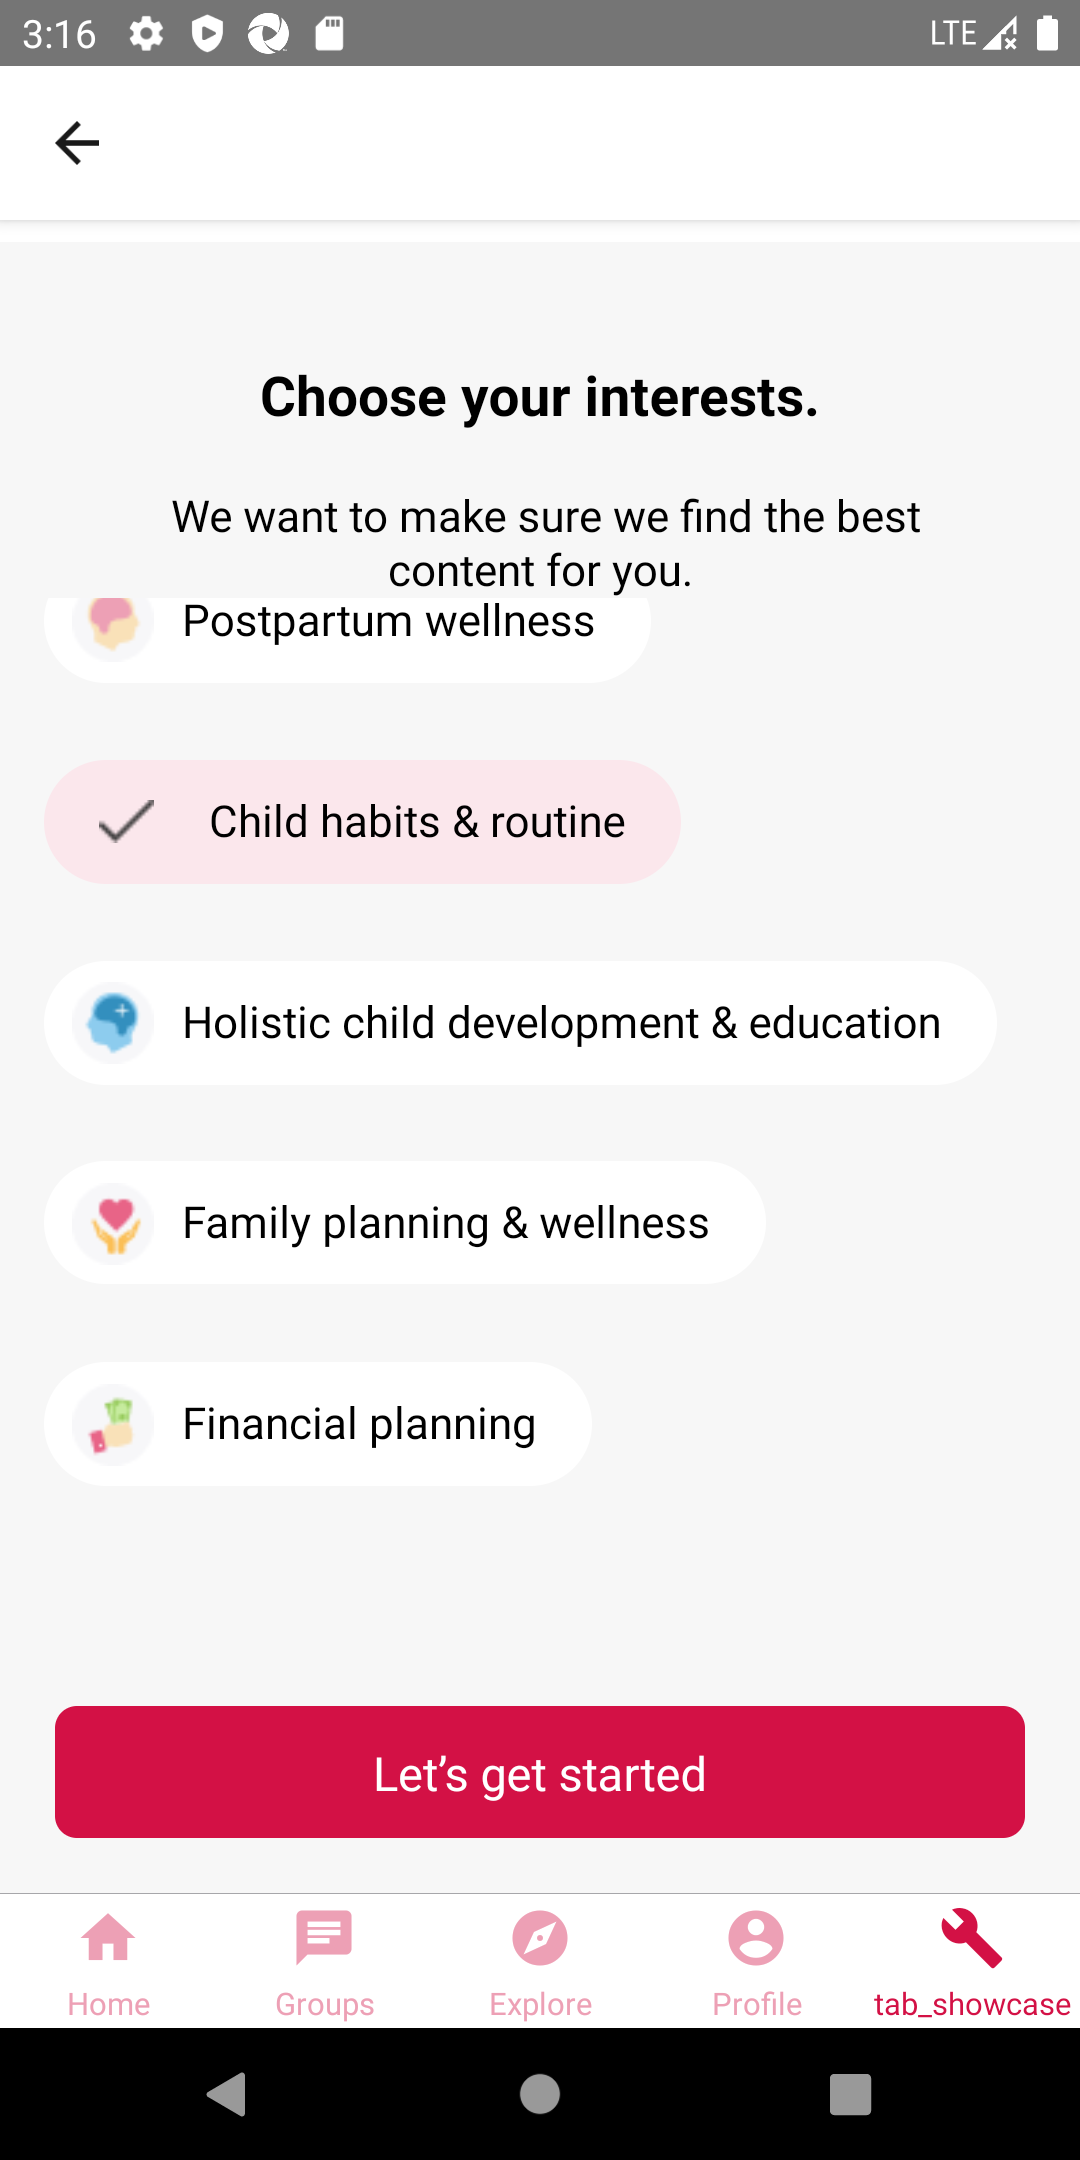 3:16
LTE
Choose your interests.
We want to make sure we find the best
content for you.
Postpartum wellness
Child habits & routine
Holistic child development & education
Family planning & wellness
Financial planning
Let’s get started
Home
Groups
Explore
Profile
tab_showcase